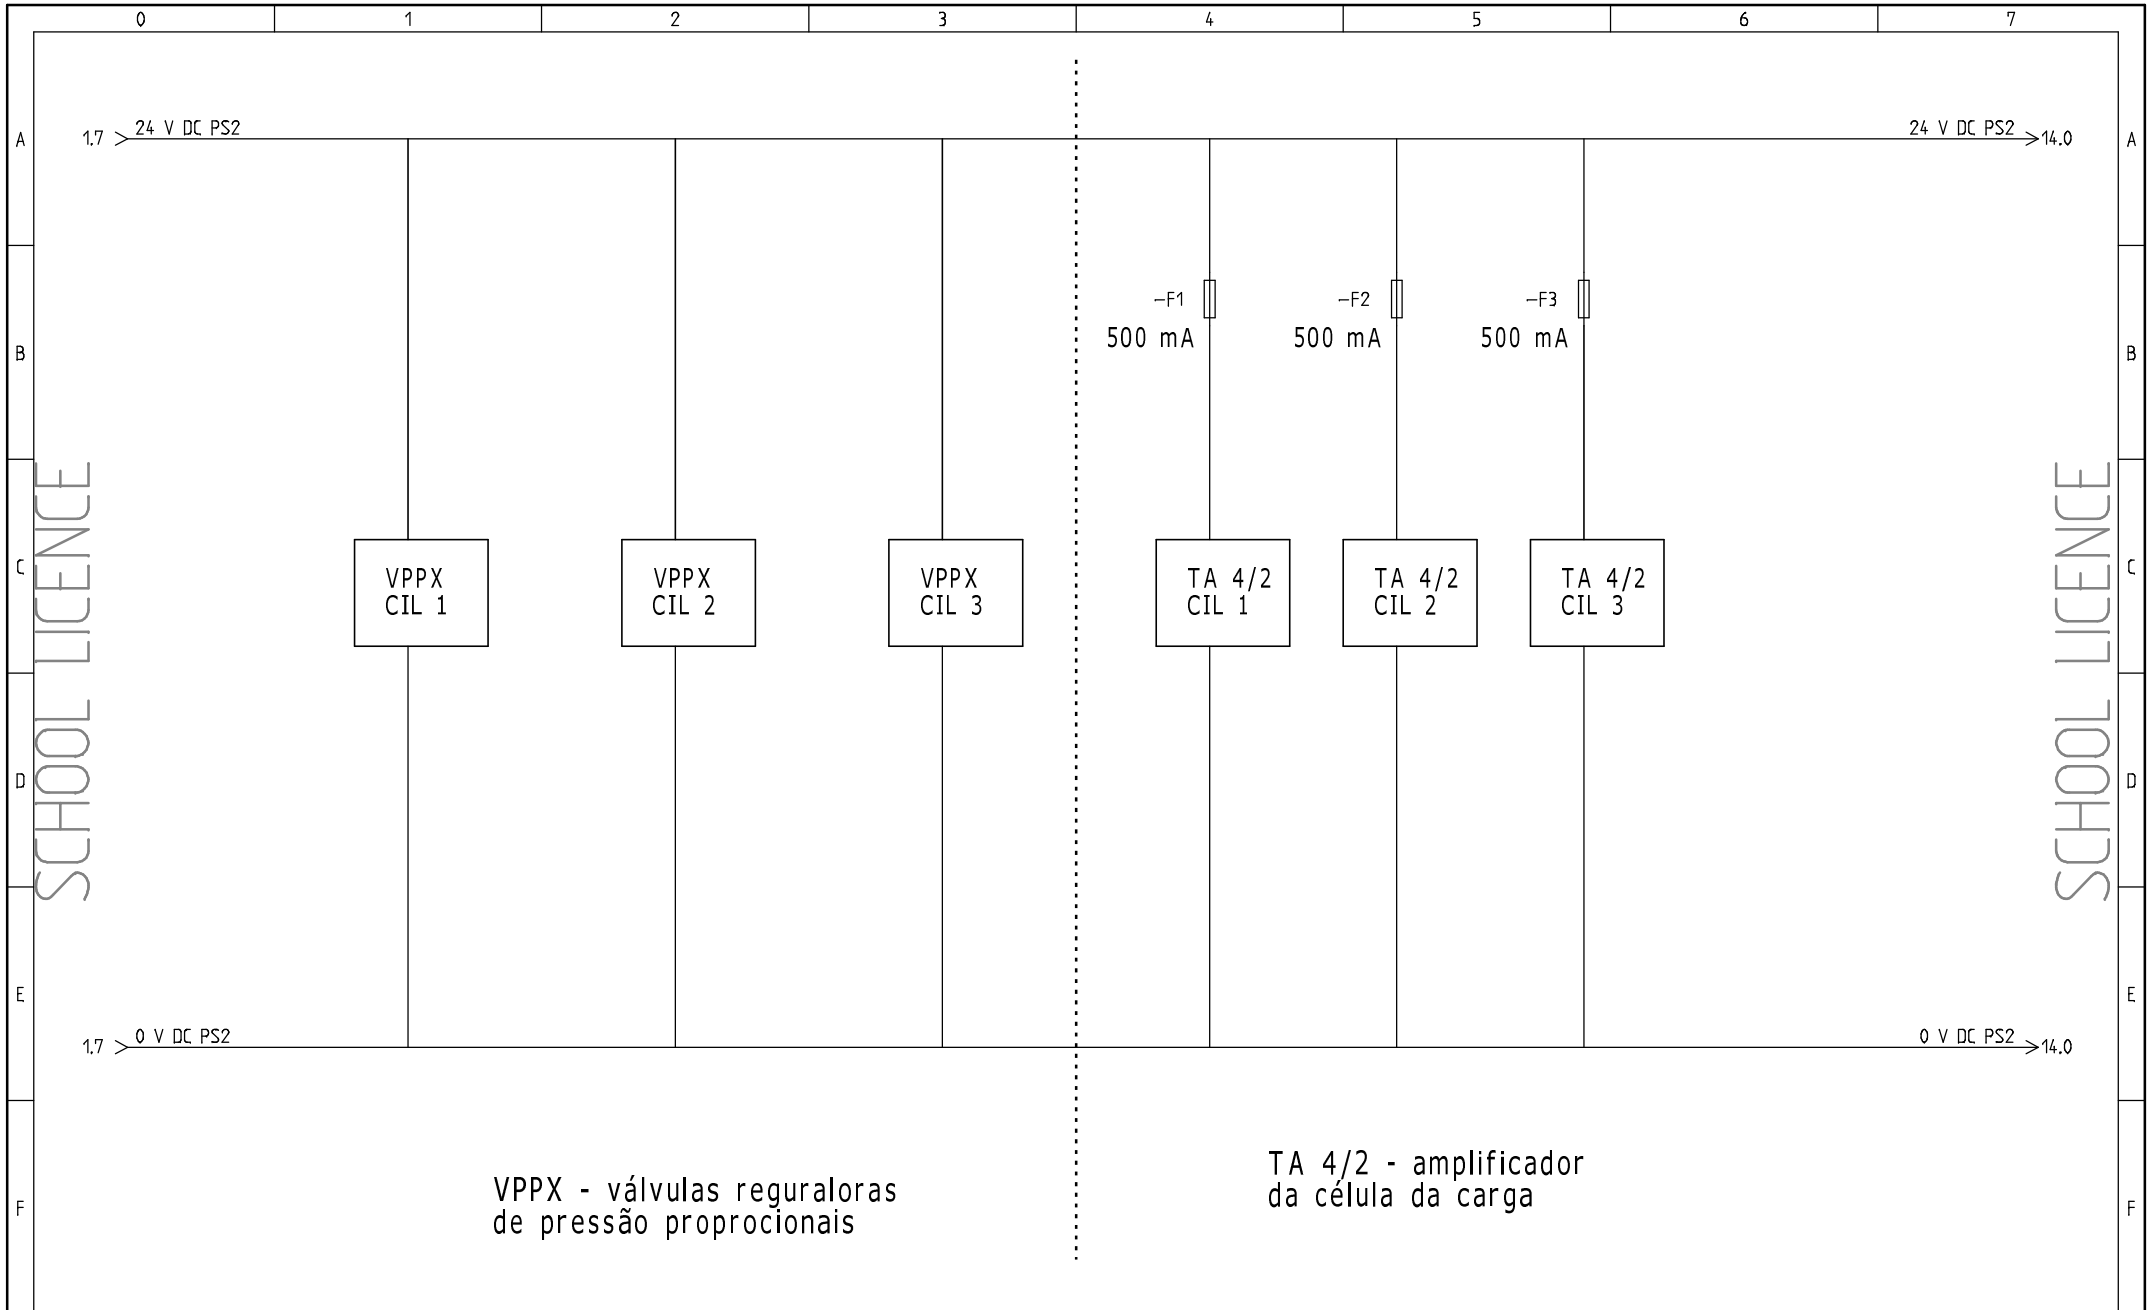 0 1 2 3 4 5 6 7
A A
1.7 24 V DC PS2 24 V DC PS2 14.0
-F1 -F2 -F3
500 mA 500 mA 500 mA
B B
SCHOOL LICENCE SCHOOL LICENCE
C C
VPPX VPPX VPPX TA 4/2 TA 4/2 TA 4/2
CIL 1 CIL 2 CIL 3 CIL 1 CIL 2 CIL 3
D D
E E
1.7 0 V DC PS2 0 V DC PS2 14.0
F F
VPPX - válvulas reguraloras
de pressão proprocionais
TA 4/2 - amplificador
da célula da carga